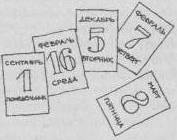 СЕНТЯБРЬ
1
ПОНЕДЕЛЬНИК
ФЕВРАЛЬ
16
СРЕДА
ДЕКАБРЬ
5
ВТОРНИК
ФЕВРАЛЬ
7
ЧЕТВЕРГ
МАРТ
8
ПЯТНИЦА